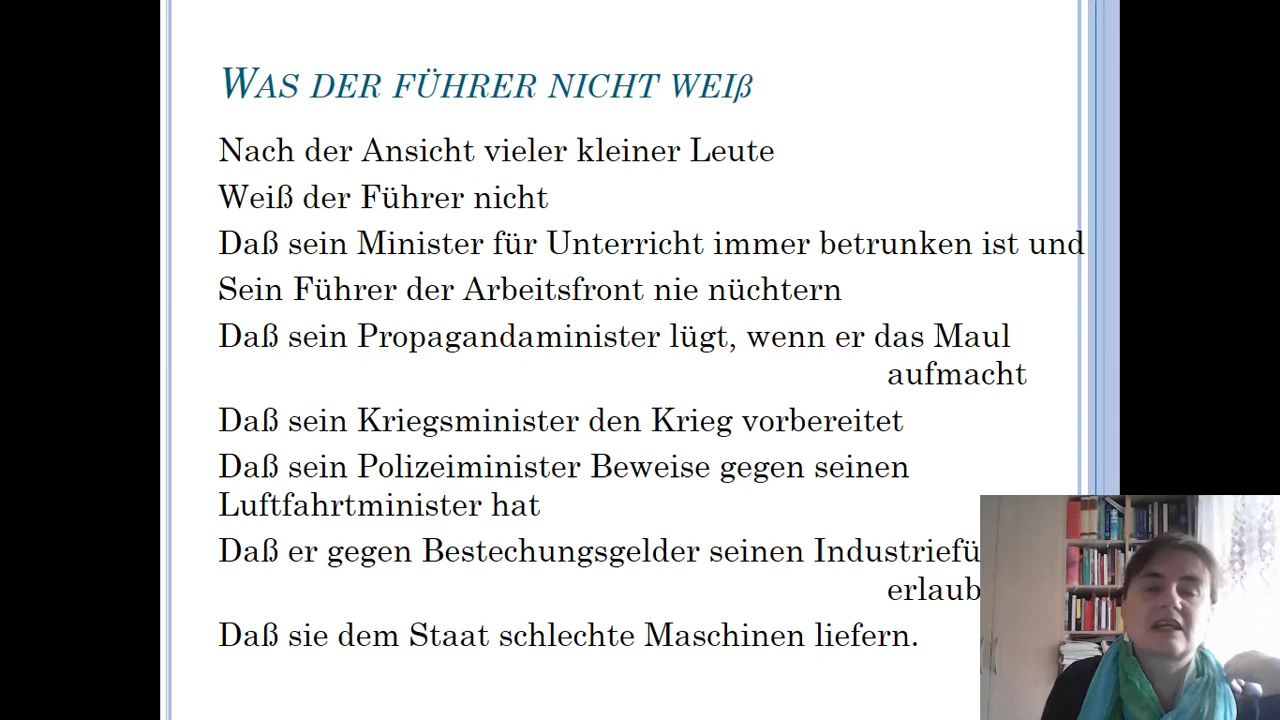 WAS DER FÜHRER NICHT WEIß
Nach der Ansicht vieler kleiner Leute
Weiß der Führer nicht
Daß sein Minister für Unterricht immer betrunken ist und
Sein Führer der Arbeitsfront nie nüchtern
Daß sein Propagandaminister lügt, wenn er das Maul
aufmacht
Daß sein Kriegsminister den Krieg vorbereitet
Daß sein Polizeiminister Beweise gegen seinen
Luftfahrtminister hat
Daß er gegen Bestechungsgelder seinen
Daß sie dem Staat schlechte Maschinen liefern.